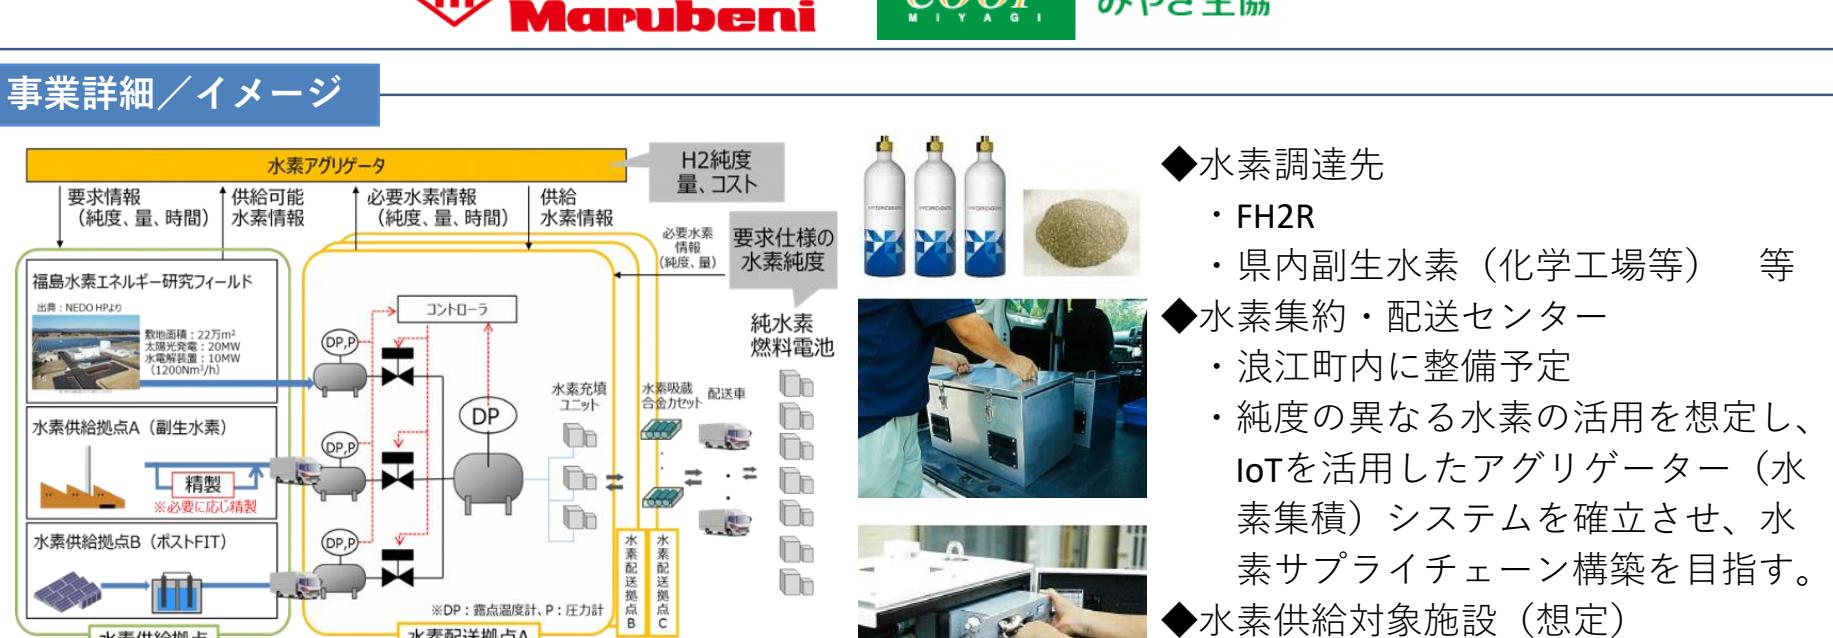 Marubeni
COOP
MIYAGI
みやぎ生協
事業詳細／イメージ
水素アグリゲータ
H2純度
量、コスト
要求情報
（純度、量、時間）
供給可能
水素情報
必要水素情報
（純度、量、時間）
供給
水素情報
必要水素
情報
（純度、量）
要求仕様の
水素純度
福島水素エネルギー研究フィールド
出典：NEDO HPより
敷地面積：22万m²
太陽光発電：20MW
水電解装置：10MW
（1200Nm³/h）
コントローラ
DP,P
純水素
燃料電池
水素充填
ユニット
水素吸蔵
合金カセット
配送車
DP
水素供給拠点A（副生水素）
DP,P
精製
※必要に応じ精製
水素供給拠点B（ポストFIT）
DP,P
※DP：露点温度計、P：圧力計
水素配送拠点B
水素配送拠点C
水素供給拠点
水素配送拠点A
HYDROGEN
HYDROGEN
HYDROGEN
◆水素調達先
・FH2R
・県内副生水素（化学工場等）　等
◆水素集約・配送センター
・浪江町内に整備予定
・純度の異なる水素の活用を想定し、
IoTを活用したアグリゲーター（水
素集積）システムを確立させ、水
素サプライチェーン構築を目指す。
◆水素供給対象施設（想定）